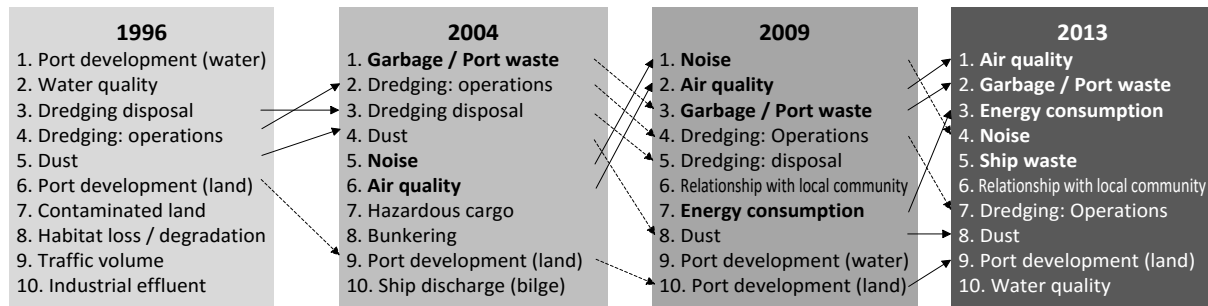 1996
1. Port development (water)
2. Water quality
3. Dredging disposal
4. Dredging: operations
5. Dust
6. Port development (land)
7. Contaminated land
8. Habitat loss / degradation
9. Traffic volume
10. Industrial effluent
2004
1. Garbage / Port waste
2. Dredging: operations
3. Dredging disposal
4. Dust
5. Noise
6. Air quality
7. Hazardous cargo
8. Bunkering
9. Port development (land)
10. Ship discharge (bilge)
2009
1. Noise
2. Air quality
3. Garbage / Port waste
4. Dredging: Operations
5. Dredging: disposal
6. Relationship with local community
7. Energy consumption
8. Dust
9. Port development (water)
10. Port development (land)
2013
1. Air quality
2. Garbage / Port waste
3. Energy consumption
4. Noise
5. Ship waste
6. Relationship with local community
7. Dredging: Operations
8. Dust
9. Port development (land)
10. Water quality